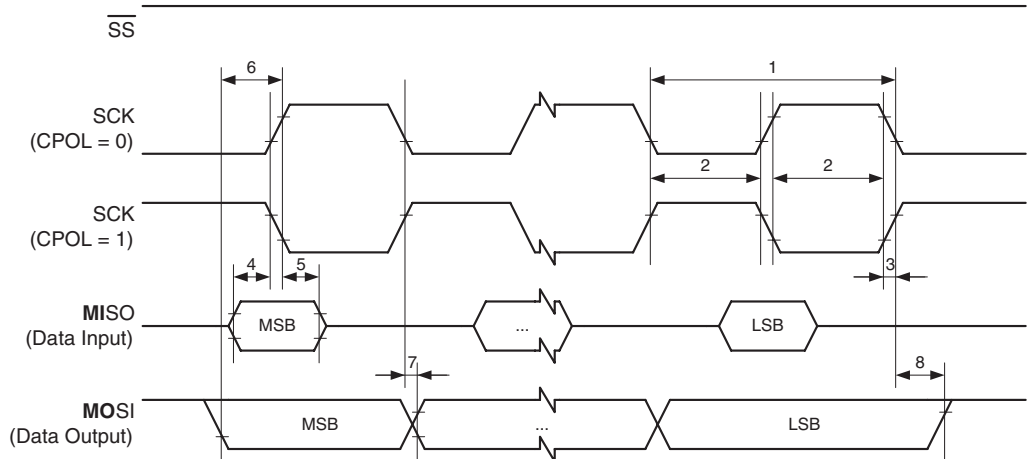 SS
6
1
SCK
(CPOL = 0)
2
2
SCK
(CPOL = 1)
4
5
3
MISO
(Data Input)
MSB
...
LSB
7
8
MOSI
(Data Output)
MSB
...
LSB